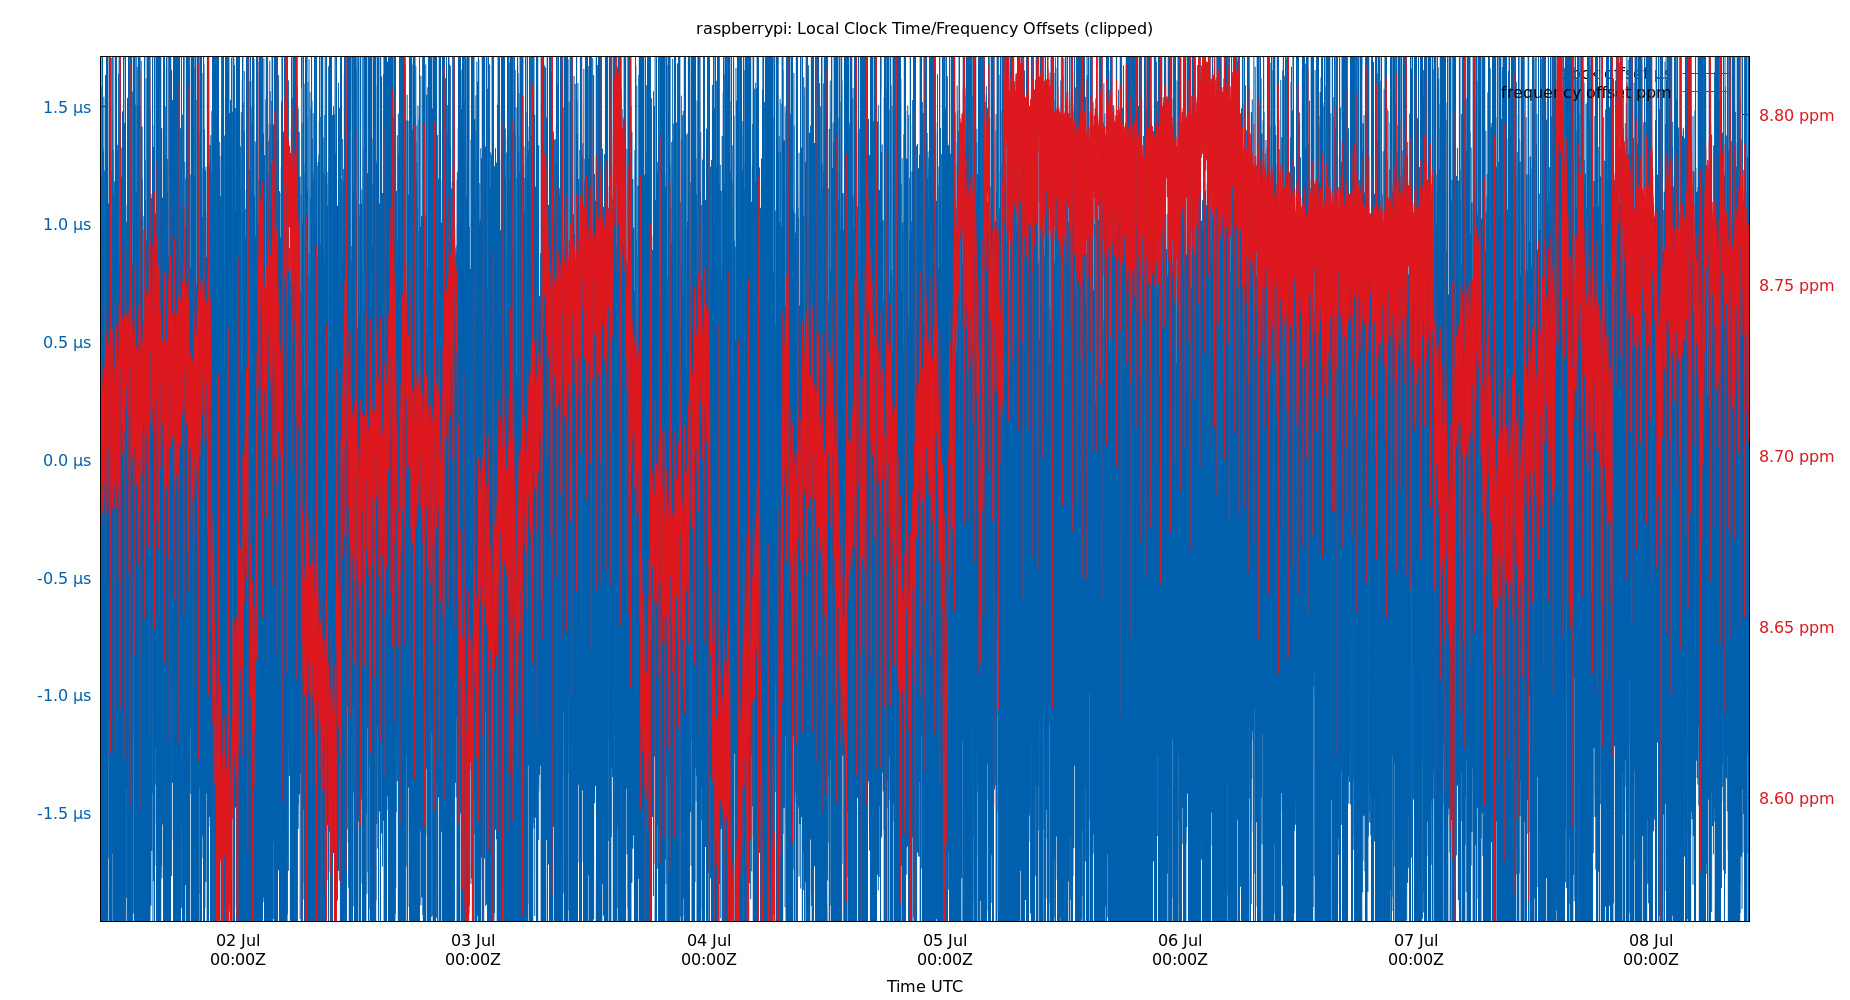 raspberrypi: Local Clock Time/Frequency Offsets (clipped)
clock offset µs
frequency offset ppm
1.5 µs
1.0 µs
0.5 µs
0.0 µs
-0.5 µs
-1.0 µs
-1.5 µs
8.80 ppm
8.75 ppm
8.70 ppm
8.65 ppm
8.60 ppm
02 Jul
00:00Z
03 Jul
00:00Z
04 Jul
00:00Z
05 Jul
00:00Z
06 Jul
00:00Z
07 Jul
00:00Z
08 Jul
00:00Z
Time UTC